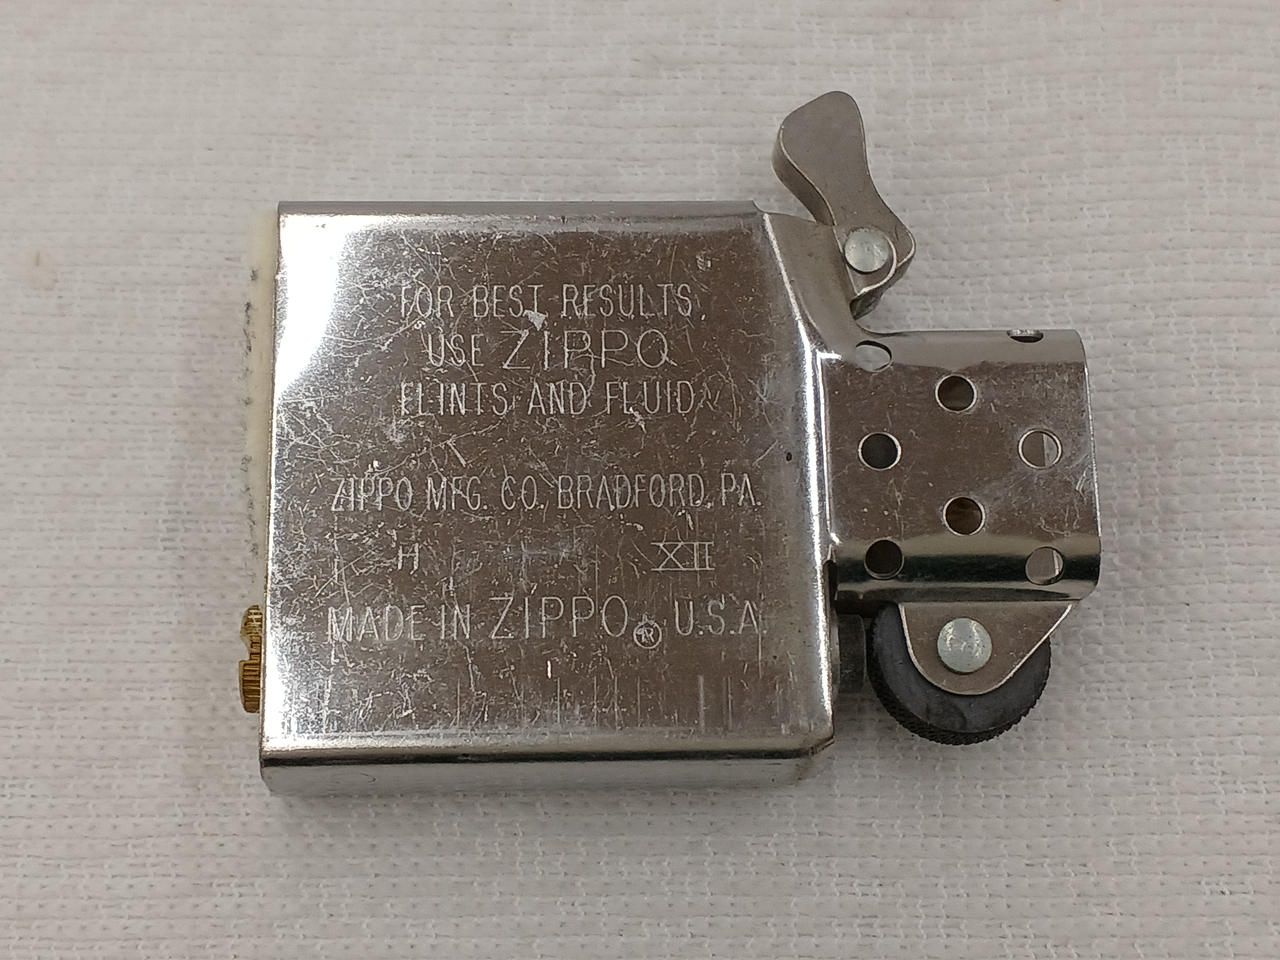 FOR BEST RESULTS,
USE ZIPPO
FLINTS AND FLUID
ZIPPO MFG. CO. BRADFORD, PA.
H XII
MADE IN ZIPPO® U.S.A.